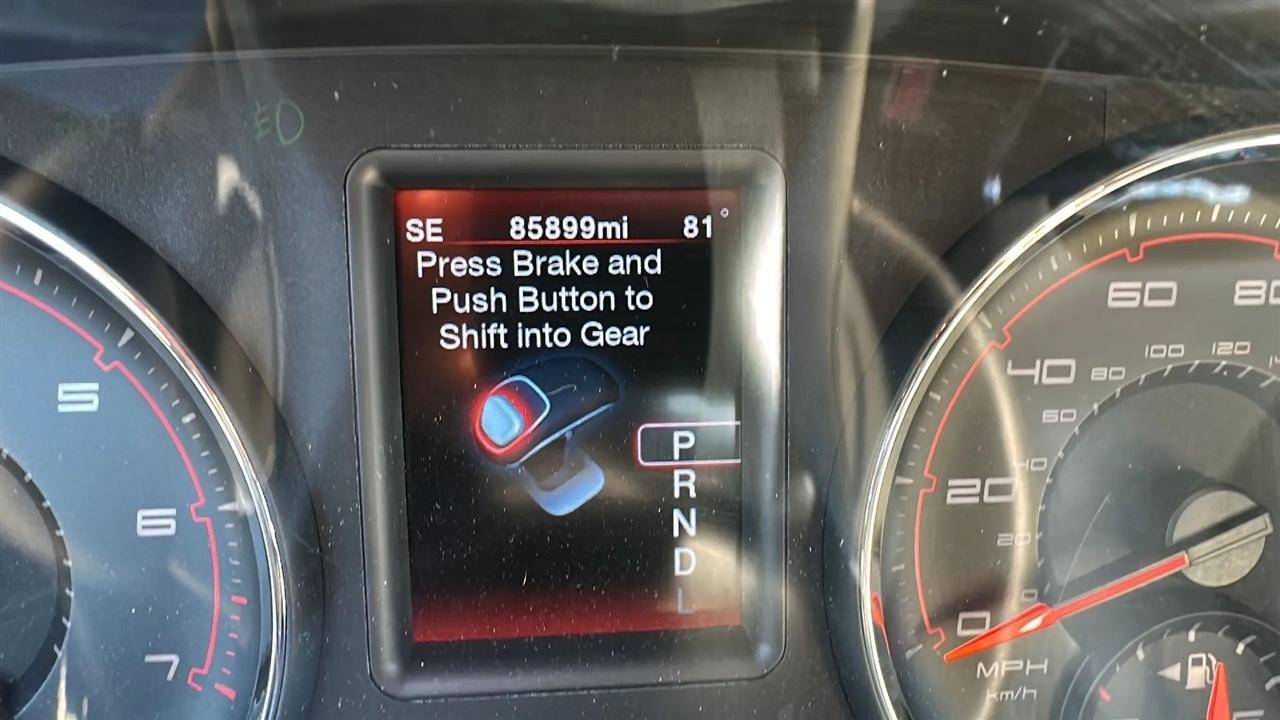 SE 85899mi 81°
Press Brake and
Push Button to
Shift into Gear
P
R
N
D
L
5
6
7
0
20
40
60
80
20
40
60
80
100
120
MPH
km/h